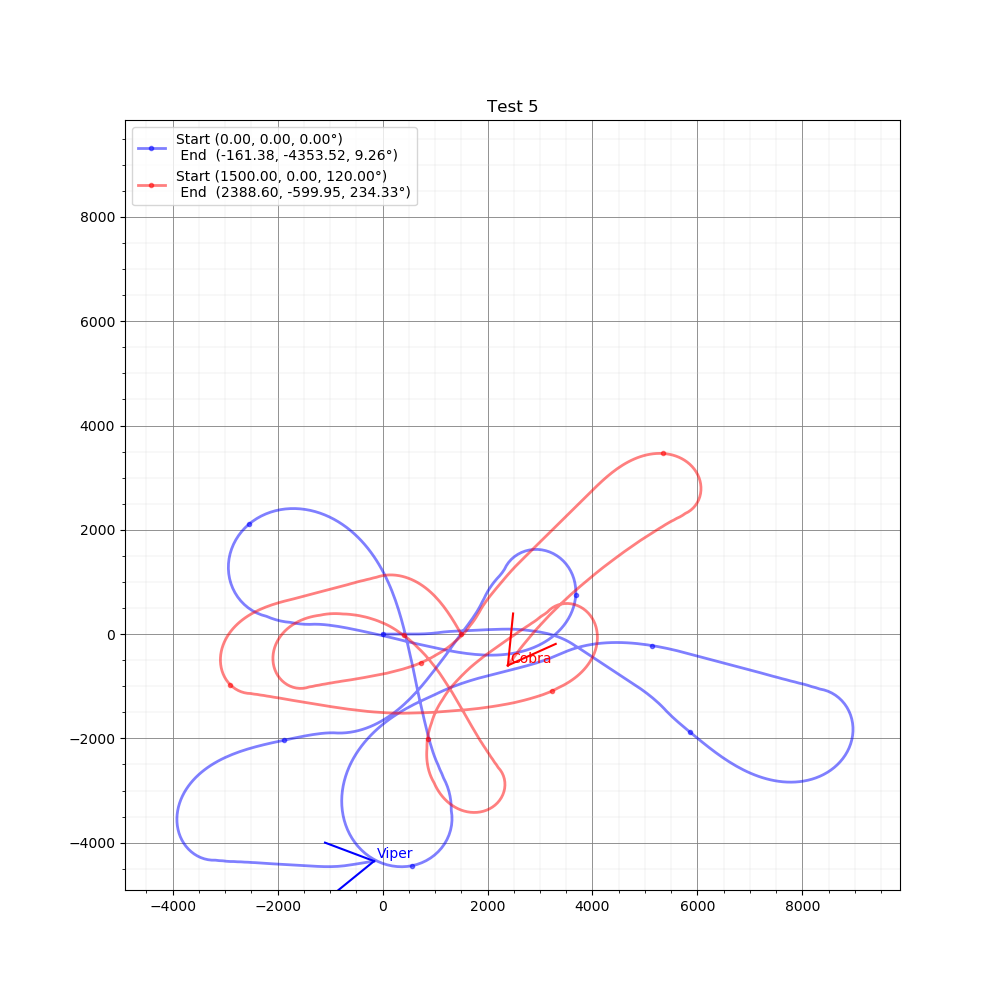 Test 5
Start (0.00, 0.00, 0.00°)
End (-161.38, -4353.52, 9.26°)
Start (1500.00, 0.00, 120.00°)
End (2388.60, -599.95, 234.33°)
8000
6000
4000
2000
0
Cobra
−2000
−4000
Viper
−4000 −2000 0 2000 4000 6000 8000